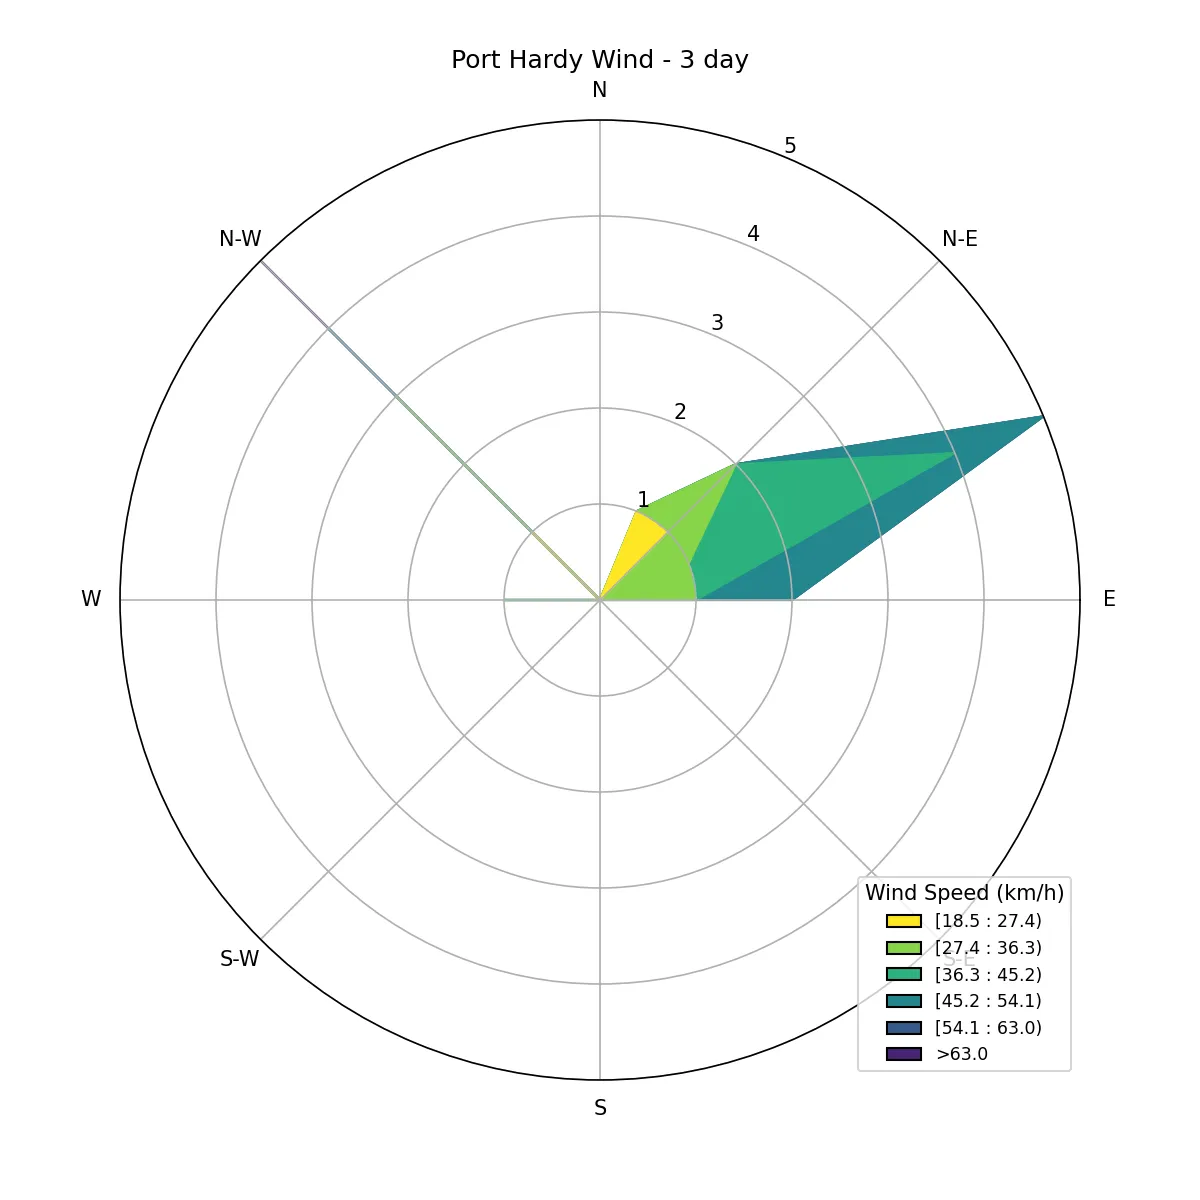 Port Hardy Wind - 3 day
N
5
N-W
4
N-E
3
2
1
W
E
Wind Speed (km/h)
[18.5 : 27.4)
[27.4 : 36.3)
S-W
S-E
[36.3 : 45.2)
[45.2 : 54.1)
[54.1 : 63.0)
>63.0
S